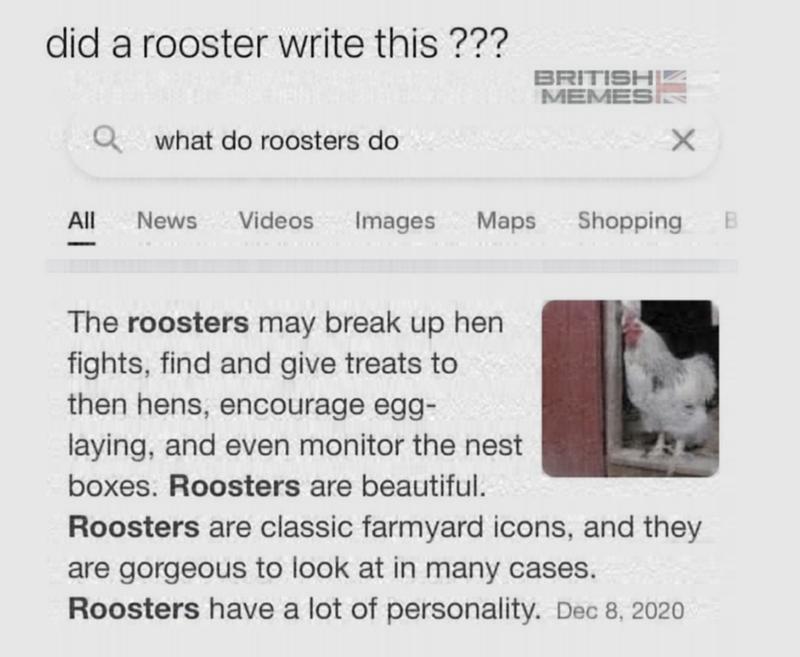 did a rooster write this ???
BRITISH
MEMES
what do roosters do
All News Videos Images Maps Shopping B
The roosters may break up hen
fights, find and give treats to
then hens, encourage egg-
laying, and even monitor the nest
boxes. Roosters are beautiful.
Roosters are classic farmyard icons, and they
are gorgeous to look at in many cases.
Roosters have a lot of personality. Dec 8, 2020